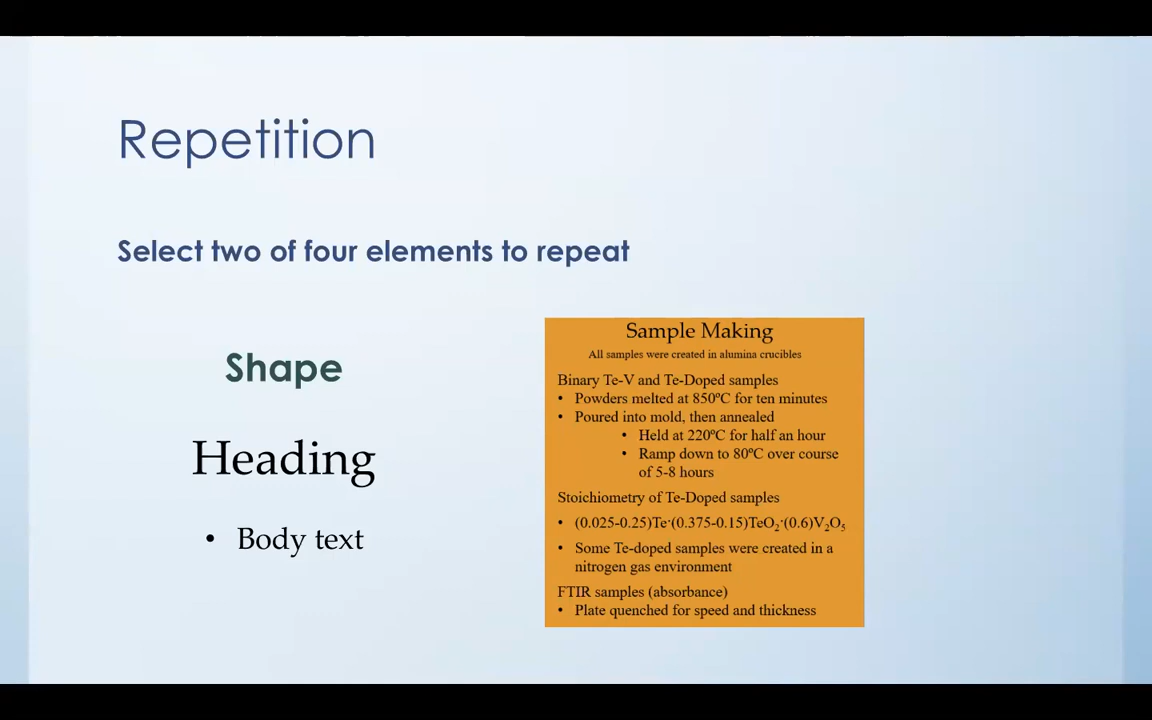 Repetition
Select two of four elements to repeat
Shape
Heading
• Body text
Sample Making
All samples were created in alumina crucibles
Binary Te-V and Te-Doped samples
• Powders melted at 850ºC for ten minutes
• Poured into mold, then annealed
• Held at 220ºC for half an hour
• Ramp down to 80ºC over course
of 5-8 hours
Stoichiometry of Te-Doped samples
• (0.025-0.25)Te·(0.375-0.15)TeO₂·(0.6)V₂O₅
• Some Te-doped samples were created in a
nitrogen gas environment
FTIR samples (absorbance)
• Plate quenched for speed and thickness